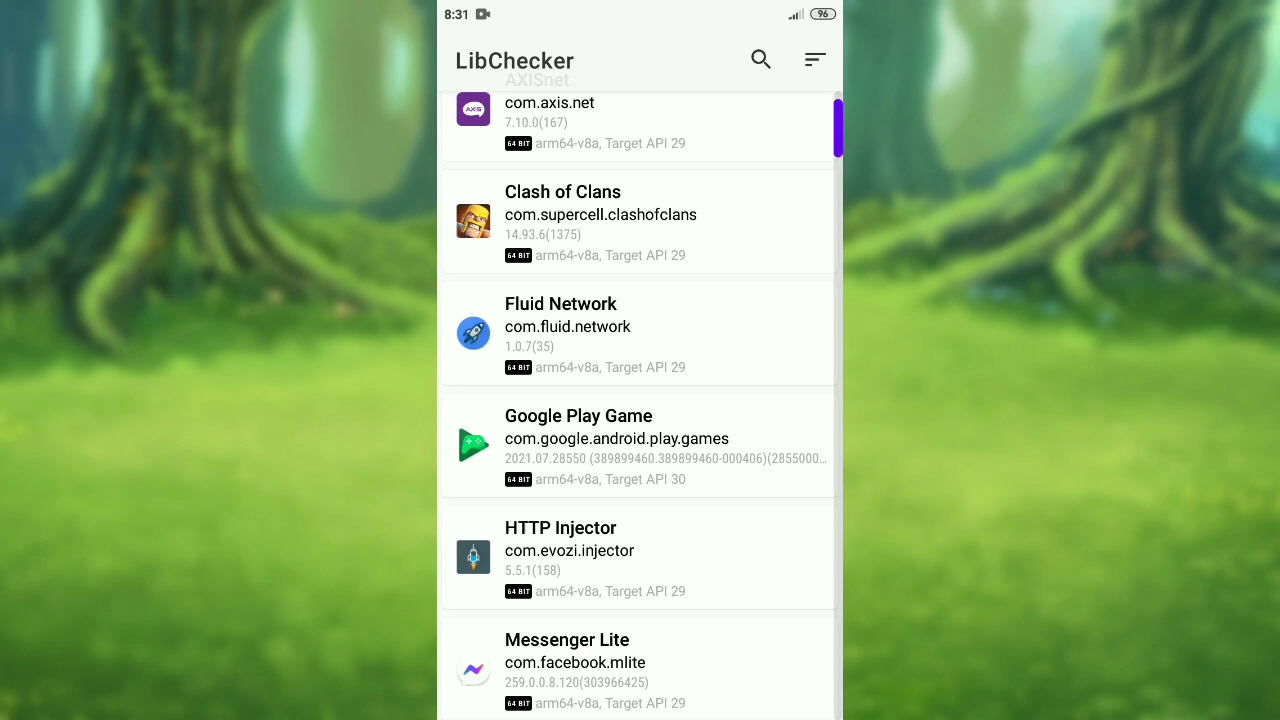 8:31
96
LibChecker
AXISnet
AXIS
com.axis.net
7.10.0(167)
64 BIT arm64-v8a, Target API 29
Clash of Clans
com.supercell.clashofclans
14.93.6(1375)
64 BIT arm64-v8a, Target API 29
Fluid Network
com.fluid.network
1.0.7(35)
64 BIT arm64-v8a, Target API 29
Google Play Game
com.google.android.play.games
2021.07.28550 (389899460.389899460-000406)(2855000…
64 BIT arm64-v8a, Target API 30
HTTP Injector
com.evozi.injector
5.5.1(158)
64 BIT arm64-v8a, Target API 29
Messenger Lite
com.facebook.mlite
259.0.0.8.120(303966425)
64 BIT arm64-v8a, Target API 29